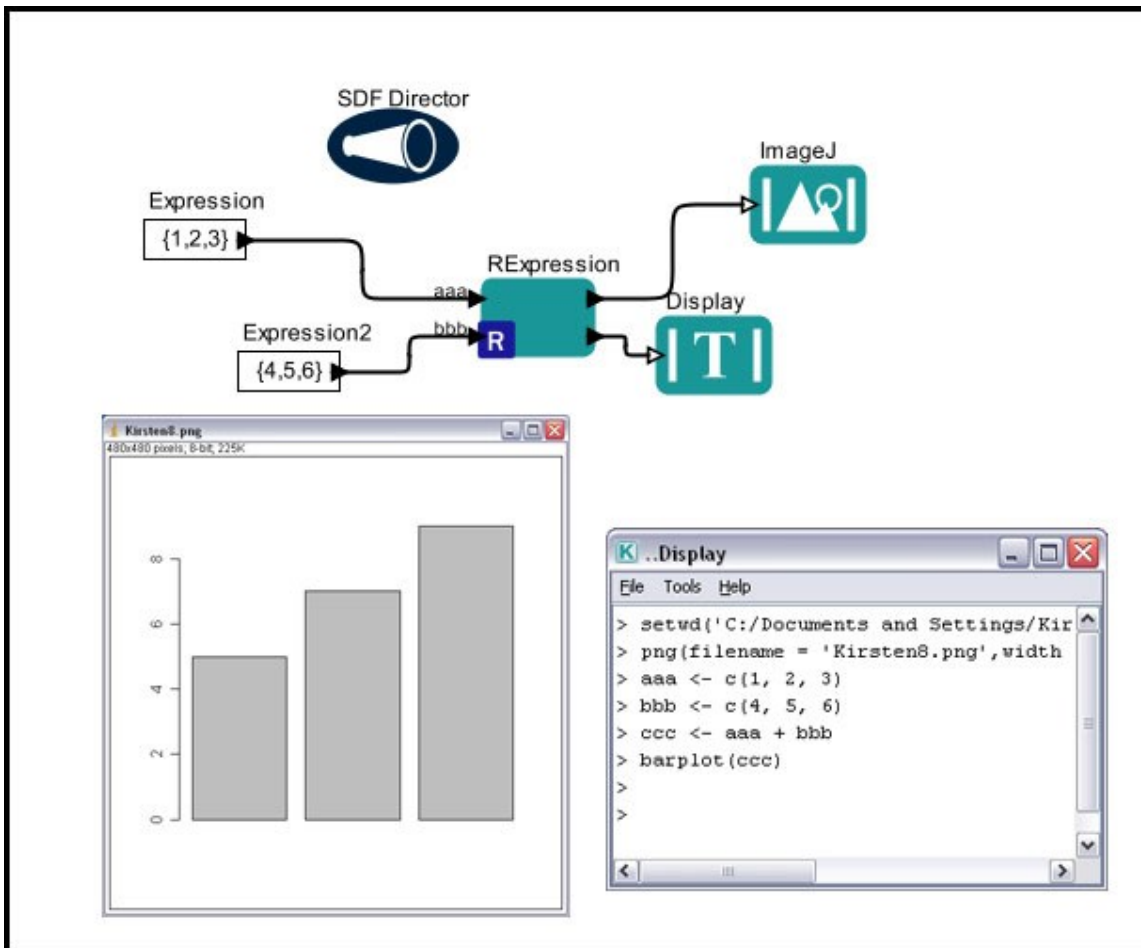 SDF Director
ImageJ
Expression
{1,2,3}
RExpression
aaa
Display
Expression2
bbb
R
{4,5,6}
T
Kirsten8.png
480x480 pixels; 8-bit; 225K
8
6
4
2
0
K ..Display
File Tools Help
> setwd('C:/Documents and Settings/Kir
> png(filename = 'Kirsten8.png',width
> aaa <- c(1, 2, 3)
> bbb <- c(4, 5, 6)
> ccc <- aaa + bbb
> barplot(ccc)
>
>